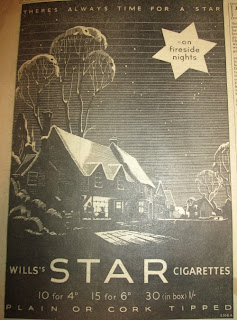 THERE'S ALWAYS TIME FOR A STAR
..on
fireside
nights
WILLS'S STAR CIGARETTES
10 for 4ᴰ 15 for 6ᴰ 30 (in box) 1/-
PLAIN OR CORK TIPPED